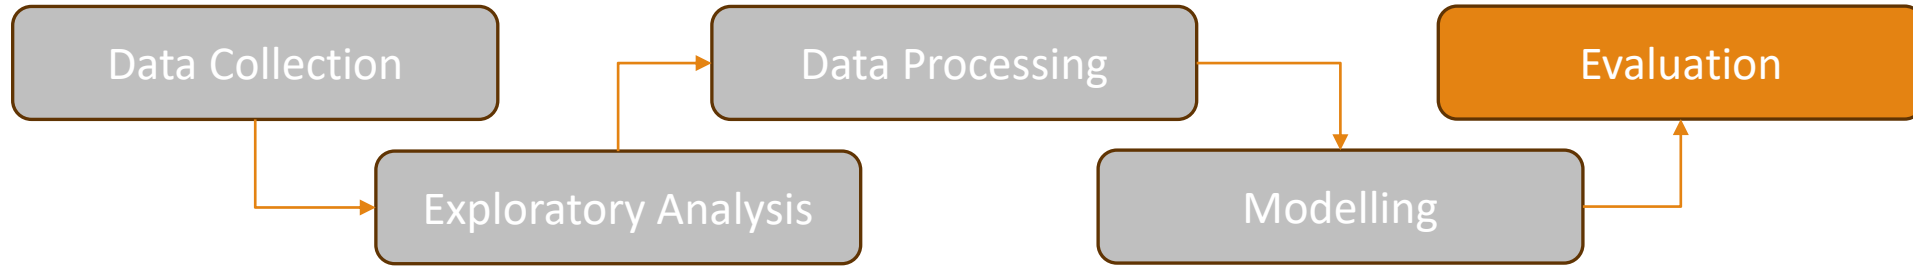 Data Collection
Exploratory Analysis
Data Processing
Modelling
Evaluation